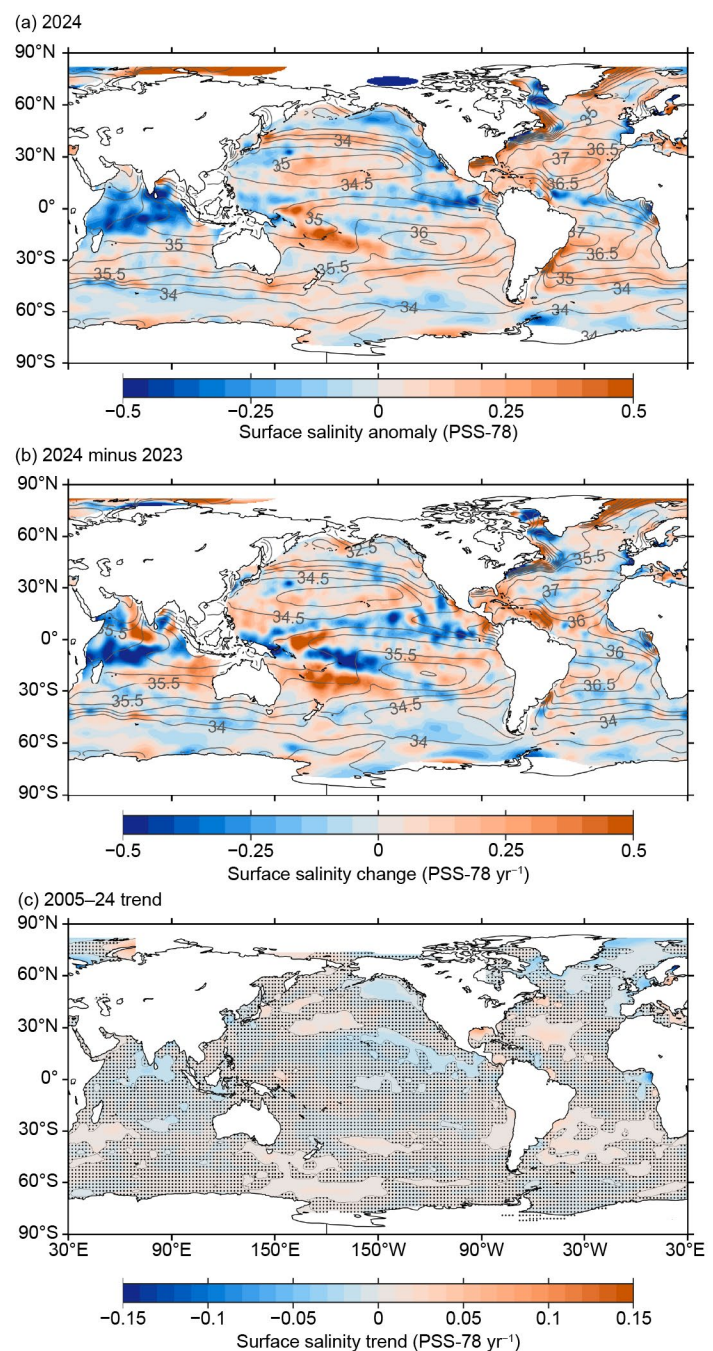 (a) 2024
90°N
60°N
30°N
0°
30°S
60°S
90°S
34
35
34.5
35
36
35.5
34
35
35.5
34
35
36.5
37
36.5
37
36.5
35
34
34
−0.5 −0.25 0 0.25 0.5
Surface salinity anomaly (PSS-78)
(b) 2024 minus 2023
90°N
60°N
30°N
0°
30°S
60°S
90°S
32.5
34.5
34.5
35.5
35.5
34.5
34
35.5
35.5
34
35.5
37
36
36
36.5
34
−0.5 −0.25 0 0.25 0.5
Surface salinity change (PSS-78 yr⁻¹)
(c) 2005–24 trend
90°N
60°N
30°N
0°
30°S
60°S
90°S
30°E 90°E 150°E 150°W 90°W 30°W 30°E
−0.15 −0.1 −0.05 0 0.05 0.1 0.15
Surface salinity trend (PSS-78 yr⁻¹)